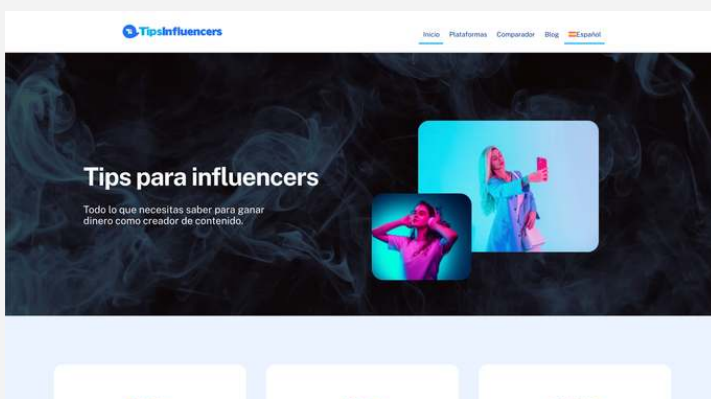 TipsInfluencers
Inicio Plataformas Comparador Blog Español
Tips para influencers
Todo lo que necesitas saber para ganar
dinero como creador de contenido.